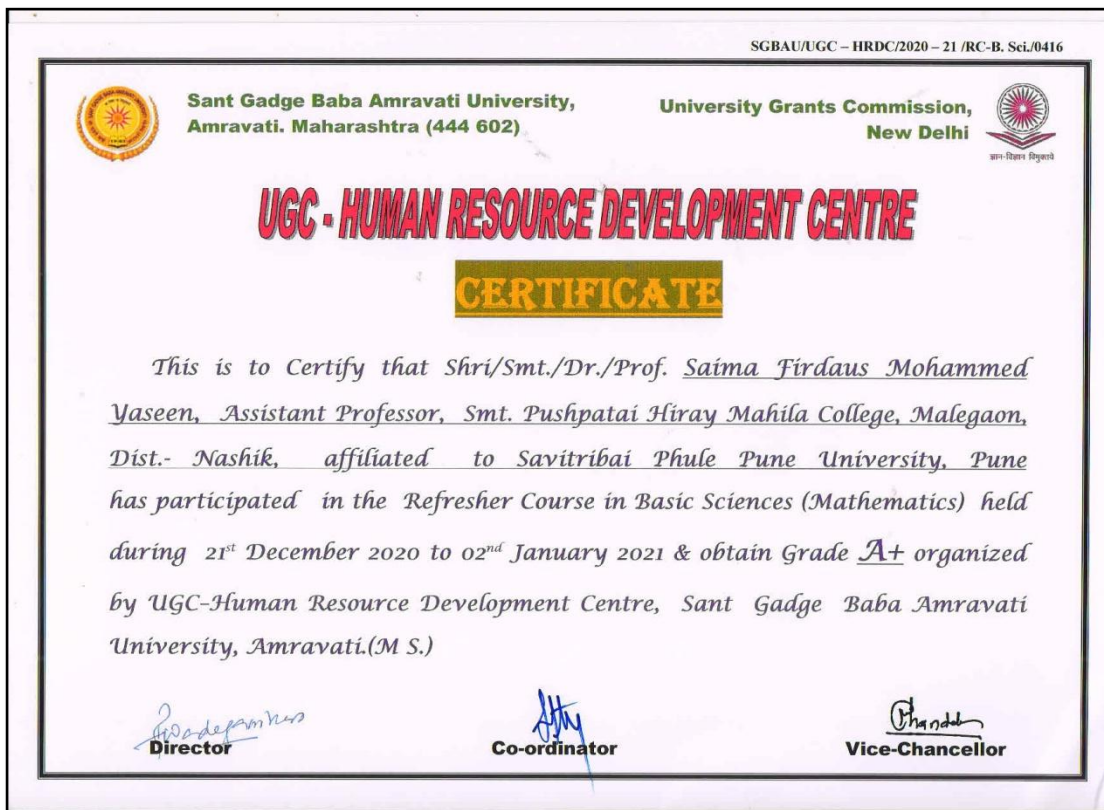 SGBAU/UGC – HRDC/2020 – 21 /RC-B. Sci./0416
Sant Gadge Baba Amravati University,
Amravati. Maharashtra (444 602)
University Grants Commission,
New Delhi
ज्ञान-विज्ञान विमुक्तये
UGC - HUMAN RESOURCE DEVELOPMENT CENTRE
CERTIFICATE
This is to Certify that Shri/Smt./Dr./Prof. Saima Firdaus Mohammed
Yaseen, Assistant Professor, Smt. Pushpatai Hiray Mahila College, Malegaon,
Dist.- Nashik, affiliated to Savitribai Phule Pune University, Pune
has participated in the Refresher Course in Basic Sciences (Mathematics) held
during 21st December 2020 to 02nd January 2021 & obtain Grade A+ organized
by UGC-Human Resource Development Centre, Sant Gadge Baba Amravati
University, Amravati.(M S.)
Director
Co-ordinator
Vice-Chancellor